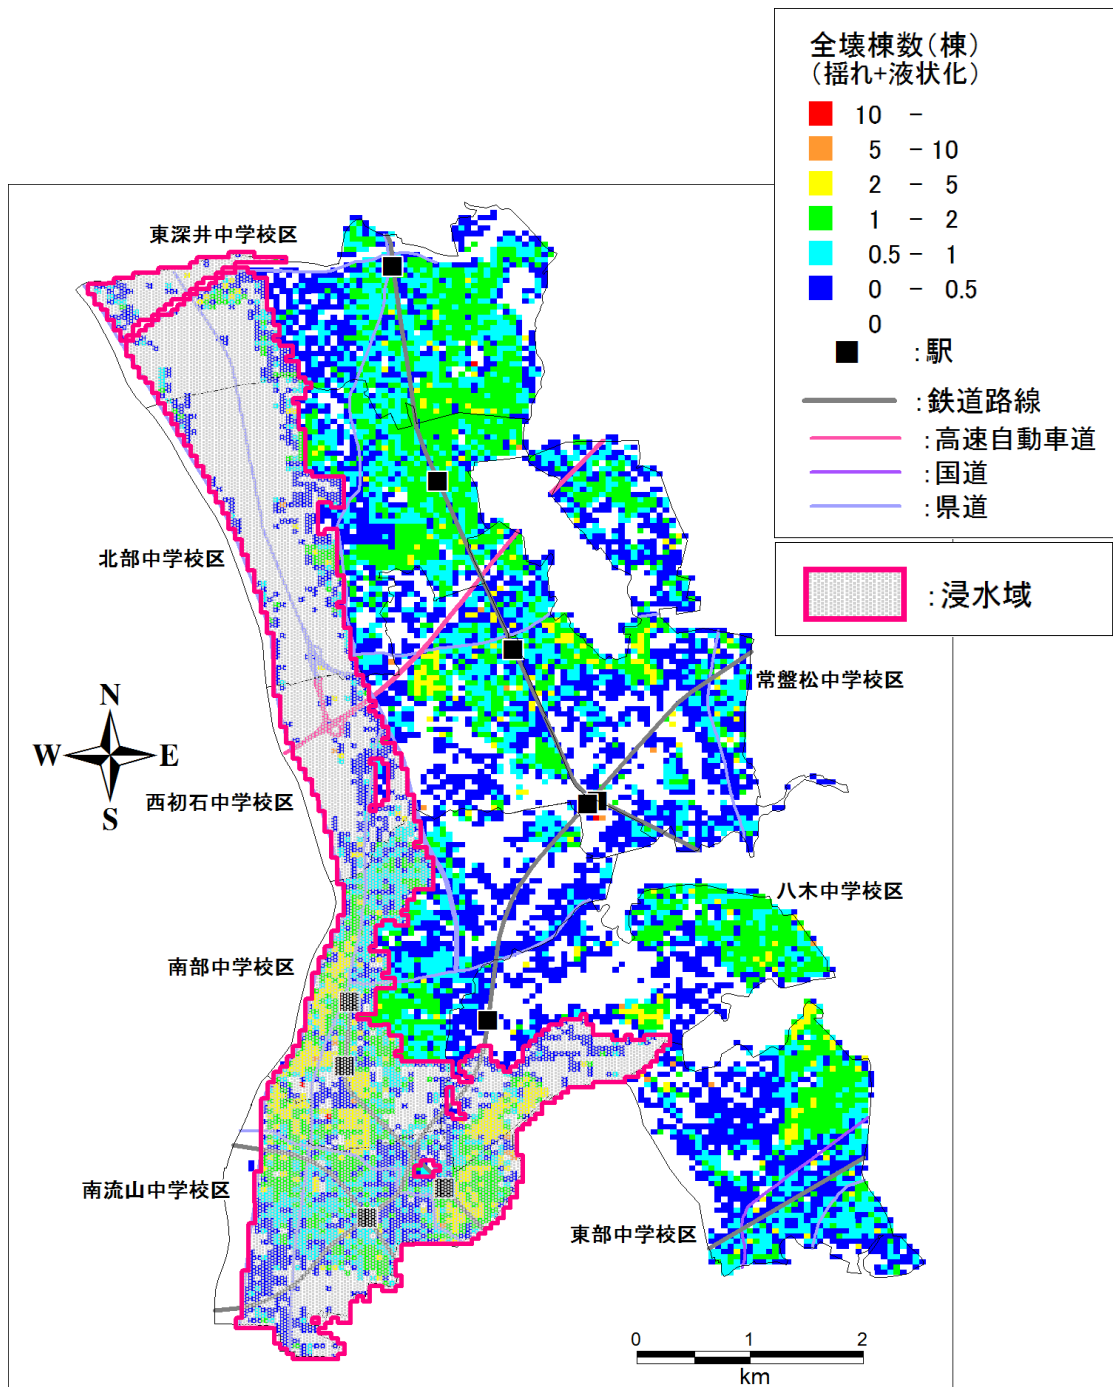 全壊棟数(棟)
(揺れ+液状化)
10 -
5 - 10
2 - 5
1 - 2
0.5 - 1
0 - 0.5
0
:駅
:鉄道路線
:高速自動車道
:国道
:県道
:浸水域
東深井中学校区
北部中学校区
常盤松中学校区
N
W E
S
西初石中学校区
八木中学校区
南部中学校区
南流山中学校区
東部中学校区
0 1 2
km